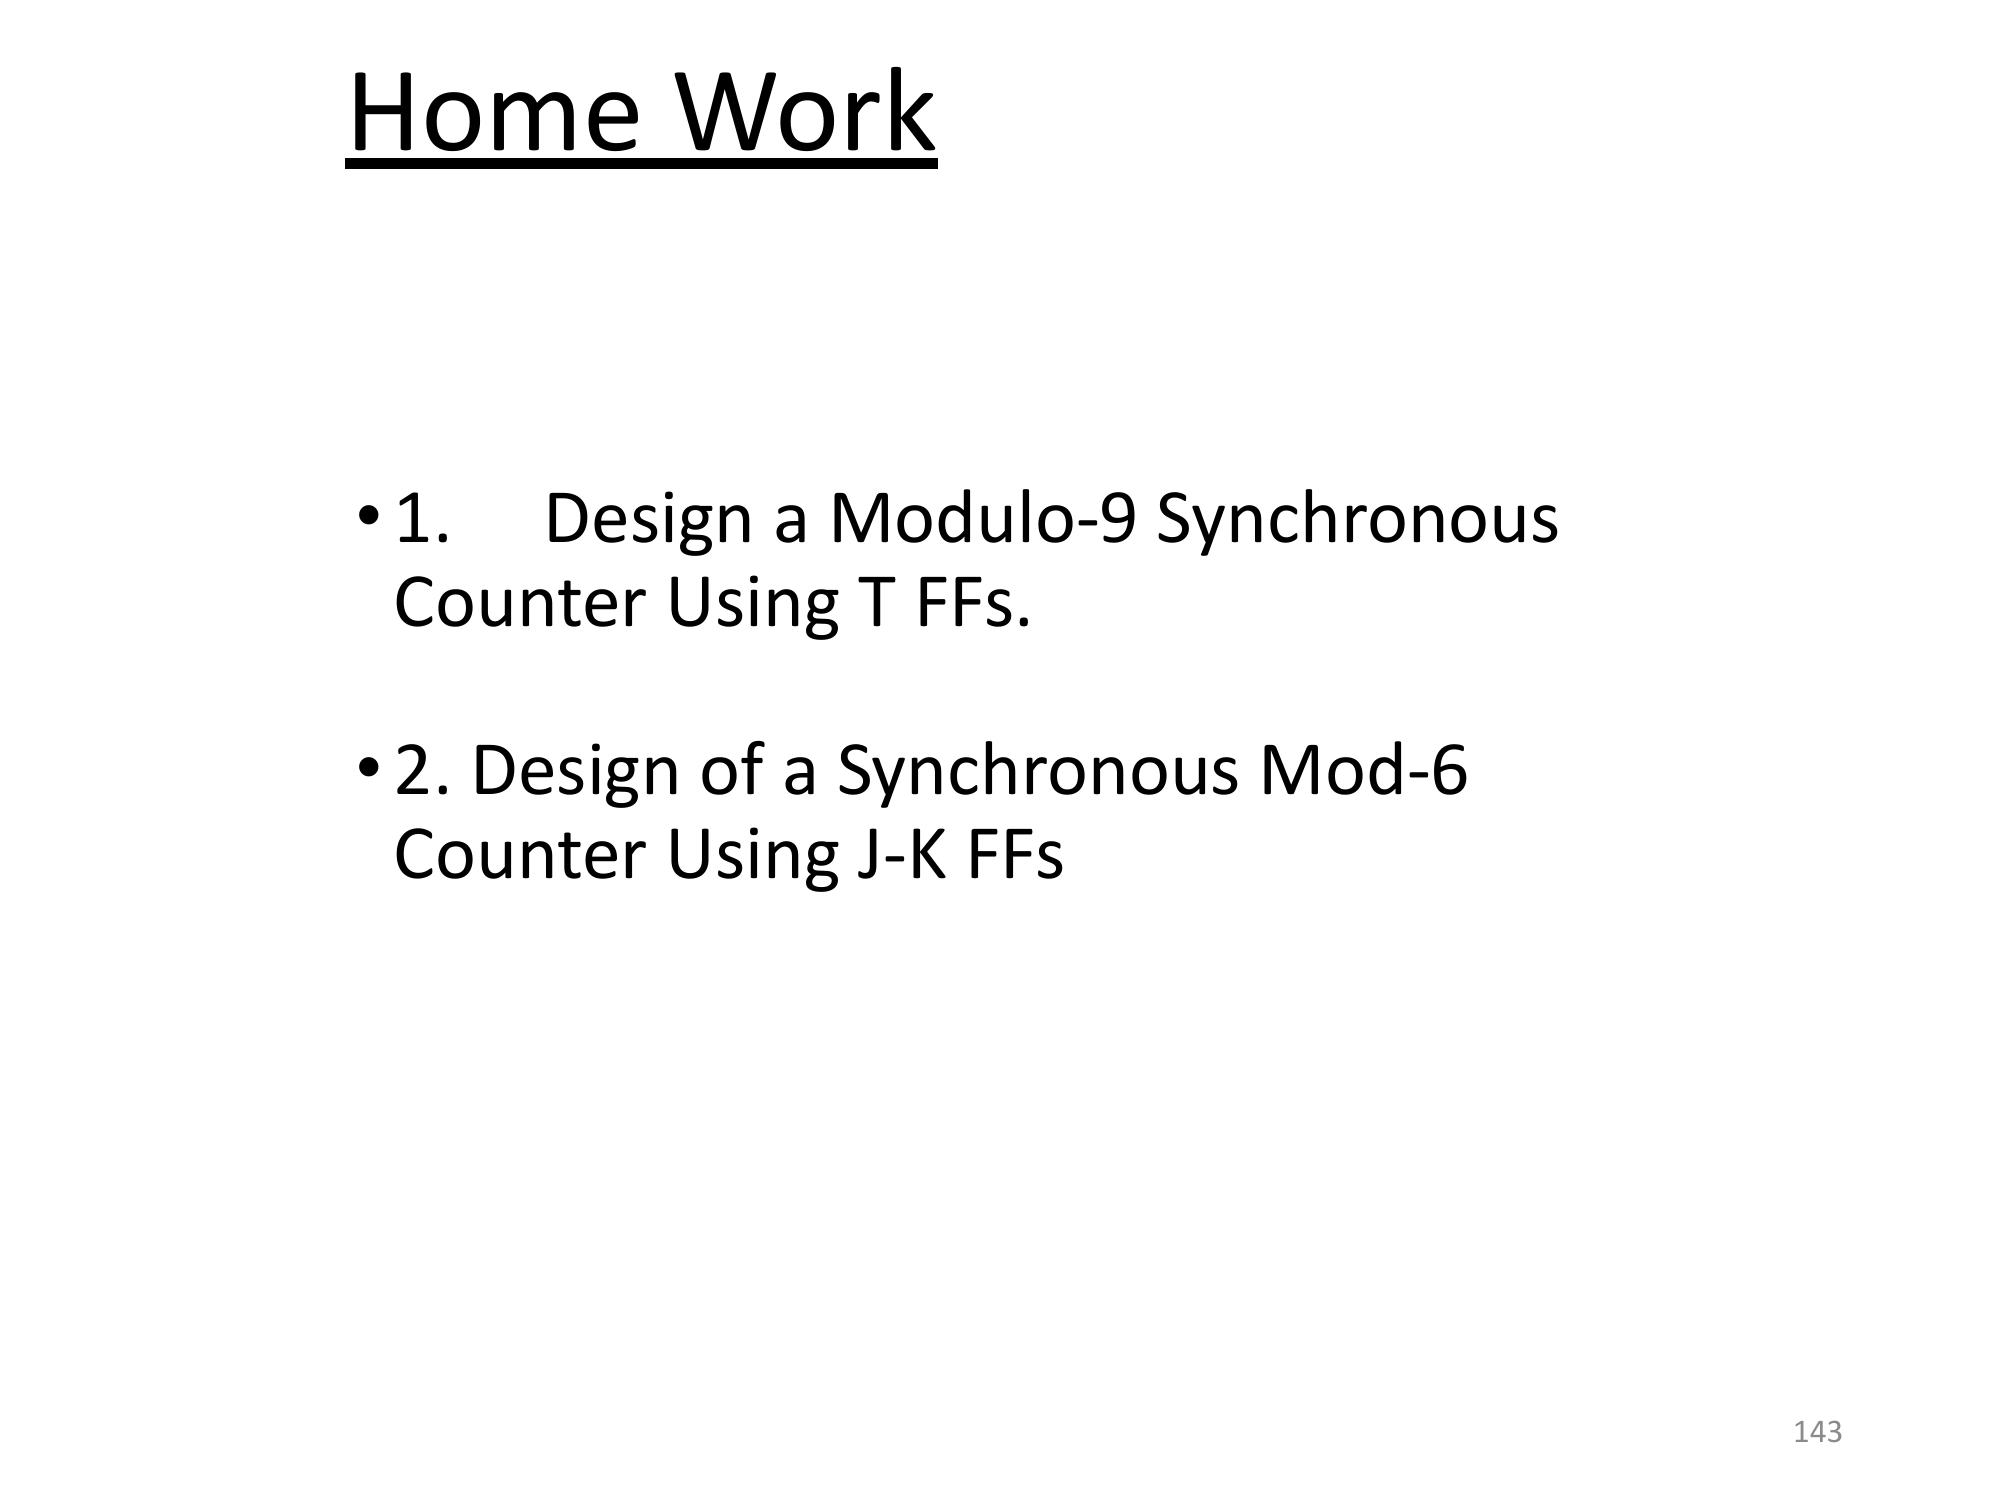 Home Work
• 1. Design a Modulo-9 Synchronous
Counter Using T FFs.
• 2. Design of a Synchronous Mod-6
Counter Using J-K FFs
143